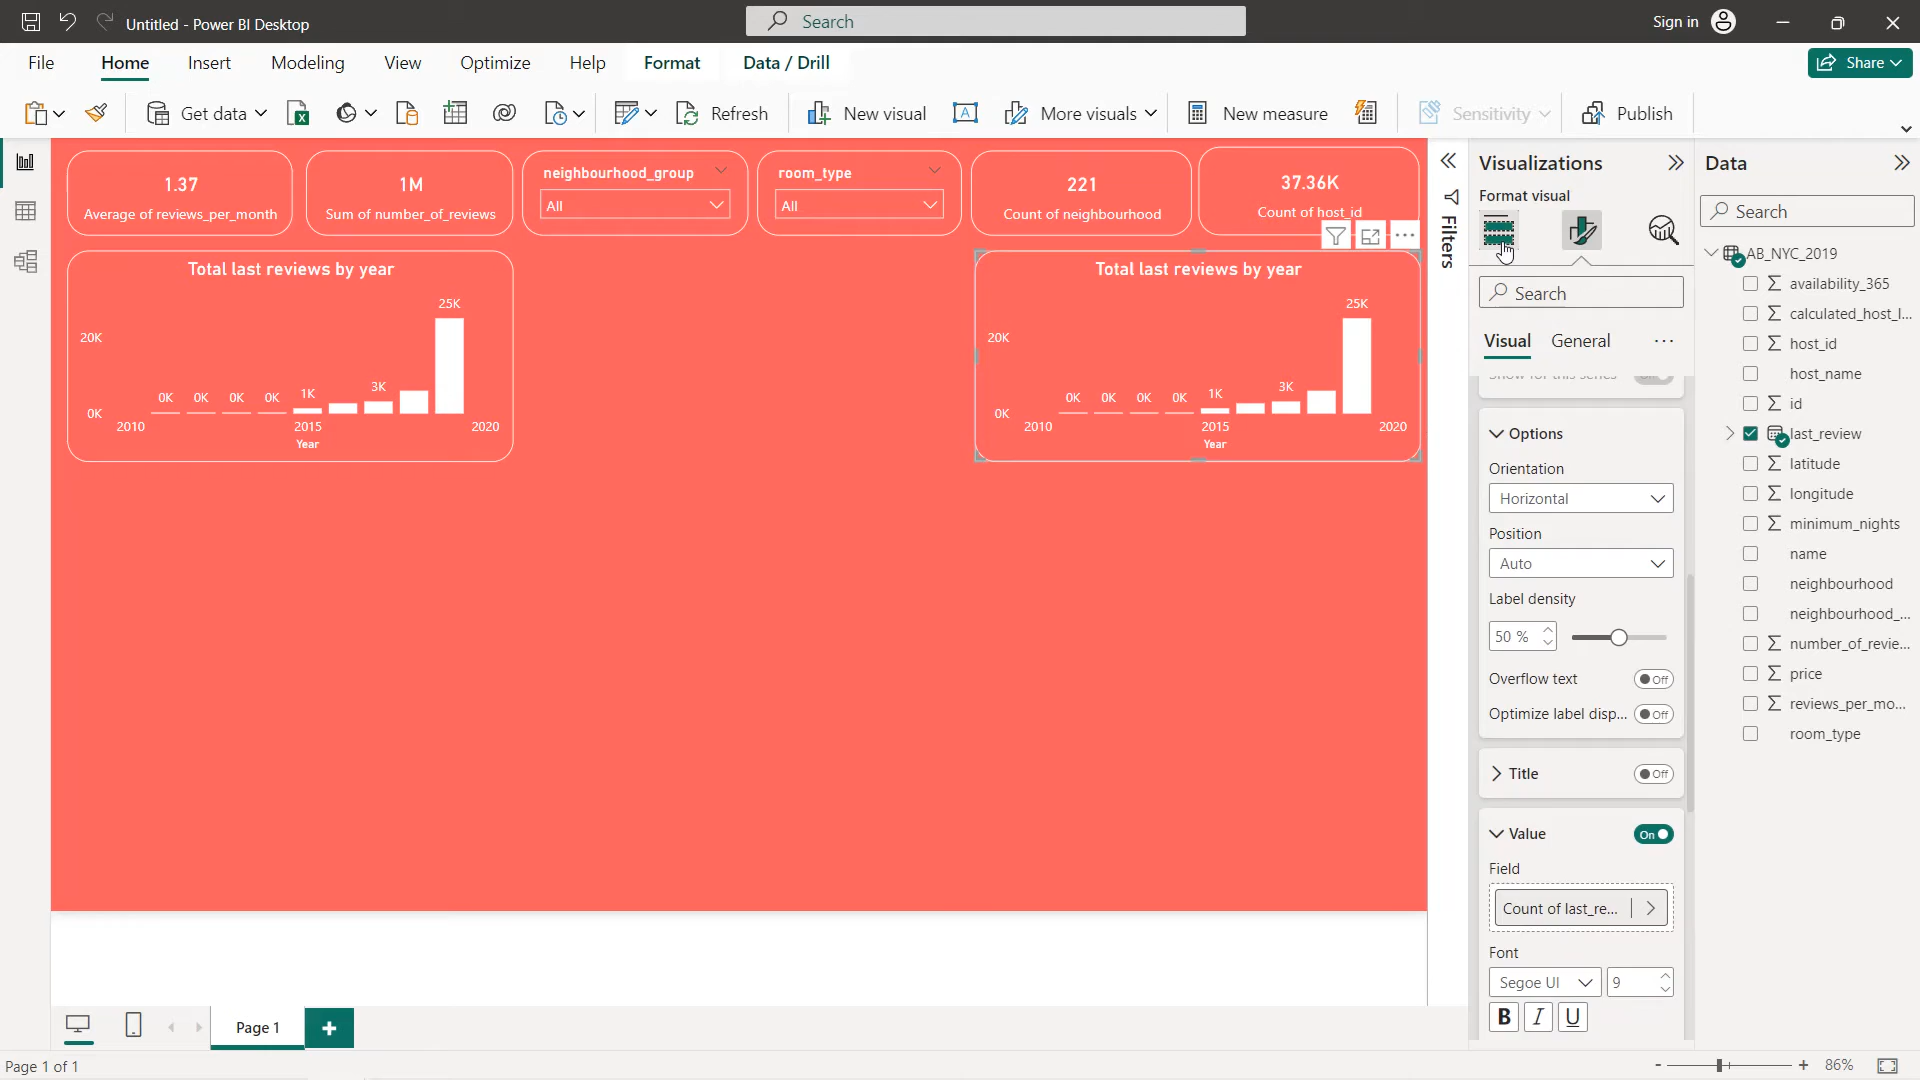 Untitled - Power BI Desktop
Search
Sign in
File
Home
Insert
Modeling
View
Optimize
Help
Format
Data / Drill
Share
Get data
Refresh
New visual
More visuals
New measure
Sensitivity
Publish
1.37
Average of reviews_per_month
1M
Sum of number_of_reviews
neighbourhood_group
All
room_type
All
221
Count of neighbourhood
37.36K
Count of host_id
Total last reviews by year
25K
20K
0K
0K
0K
0K
1K
3K
0K
2010
2015
2020
Year
Total last reviews by year
25K
20K
0K
0K
0K
0K
1K
3K
0K
2010
2015
2020
Year
Filters
Visualizations
Format visual
Search
Visual
General
Show for this series
Off
Options
Orientation
Horizontal
Position
Auto
Label density
50 %
Overflow text
Off
Optimize label disp...
Off
Title
Off
Value
On
Field
Count of last_re...
Font
Segoe UI
9
B
I
U
Data
Search
AB_NYC_2019
availability_365
calculated_host_l...
host_id
host_name
id
last_review
latitude
longitude
minimum_nights
name
neighbourhood
neighbourhood_...
number_of_revie...
price
reviews_per_mo...
room_type
Page 1
Page 1 of 1
86%